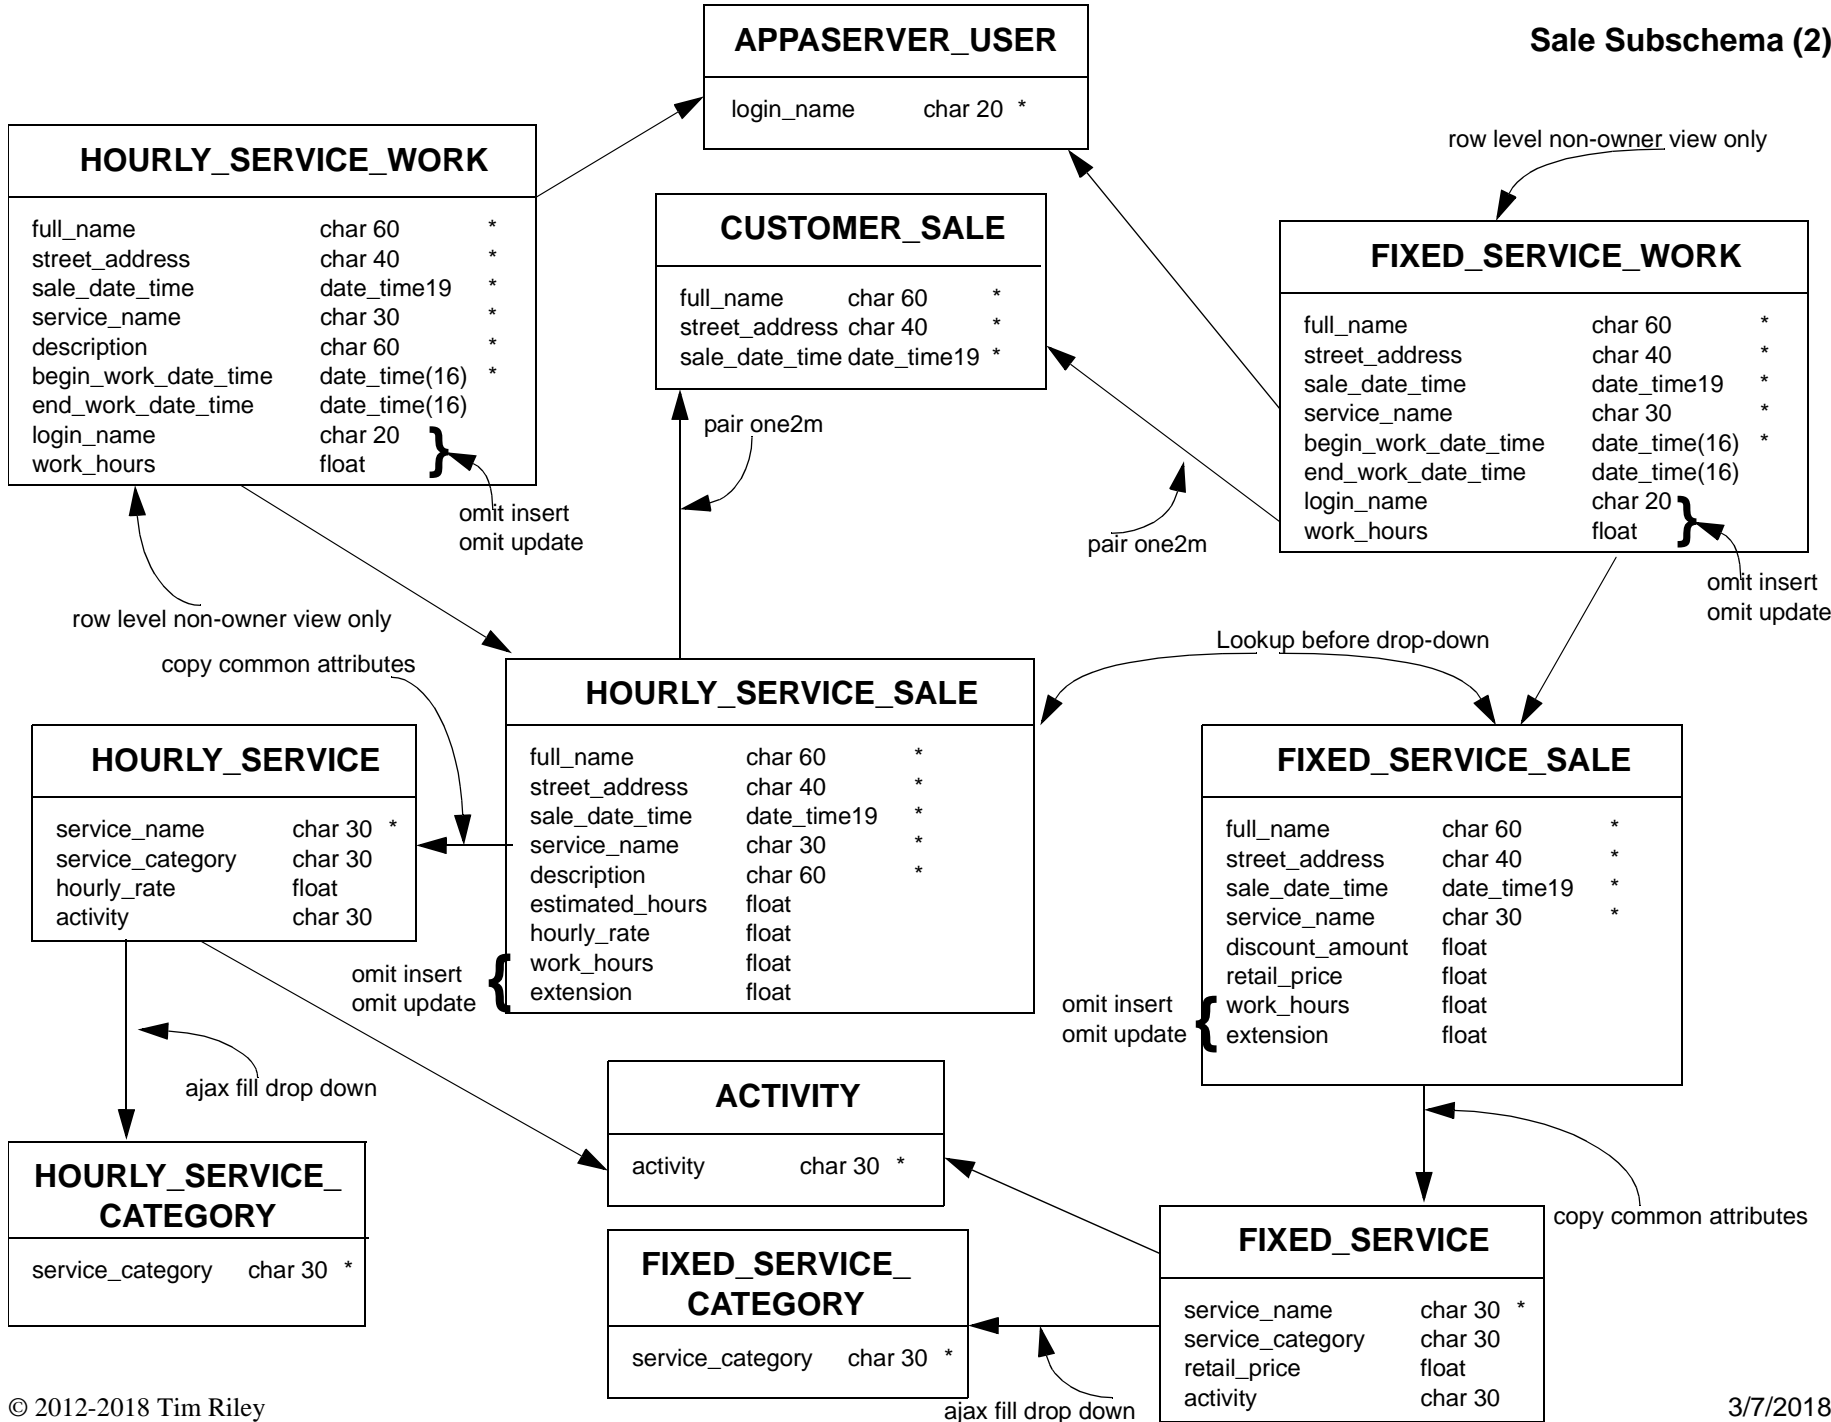 Sale Subschema (2)
APPASERVER_USER
login_name char 20 *
HOURLY_SERVICE_WORK
full_name char 60 *
street_address char 40 *
sale_date_time date_time19 *
service_name char 30 *
description char 60 *
begin_work_date_time date_time(16) *
end_work_date_time date_time(16)
login_name char 20
work_hours float
}
omit insert
omit update
row level non-owner view only
CUSTOMER_SALE
full_name char 60 *
street_address char 40 *
sale_date_time date_time19 *
pair one2m
row level non-owner view only
FIXED_SERVICE_WORK
full_name char 60 *
street_address char 40 *
sale_date_time date_time19 *
service_name char 30 *
begin_work_date_time date_time(16) *
end_work_date_time date_time(16)
login_name char 20
work_hours float
}
omit insert
omit update
pair one2m
Lookup before drop-down
copy common attributes
HOURLY_SERVICE_SALE
full_name char 60 *
street_address char 40 *
sale_date_time date_time19 *
service_name char 30 *
description char 60 *
estimated_hours float
hourly_rate float
work_hours float
extension float
omit insert
omit update
{
HOURLY_SERVICE
service_name char 30 *
service_category char 30
hourly_rate float
activity char 30
ajax fill drop down
FIXED_SERVICE_SALE
full_name char 60 *
street_address char 40 *
sale_date_time date_time19 *
service_name char 30 *
discount_amount float
retail_price float
work_hours float
extension float
omit insert
omit update
{
copy common attributes
HOURLY_SERVICE_
CATEGORY
service_category char 30 *
ACTIVITY
activity char 30 *
FIXED_SERVICE_
CATEGORY
service_category char 30 *
FIXED_SERVICE
service_name char 30 *
service_category char 30
retail_price float
activity char 30
ajax fill drop down
© 2012-2018 Tim Riley
3/7/2018